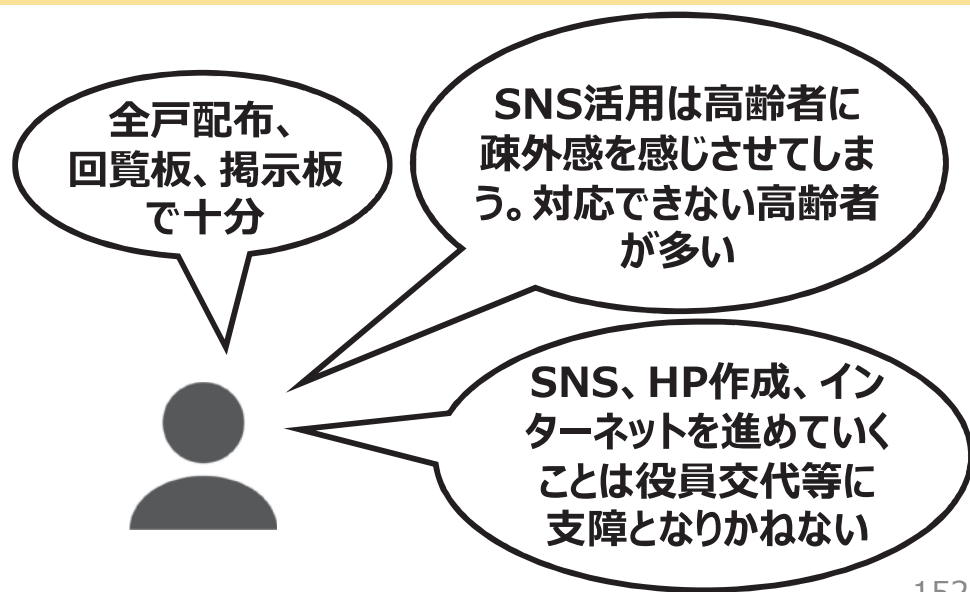 全戸配布、
回覧板、掲示板
で十分
SNS活用は高齢者に
疎外感を感じさせてしま
う。対応できない高齢者
が多い
SNS、HP作成、イン
ターネットを進めていく
ことは役員交代等に
支障となりかねない
152